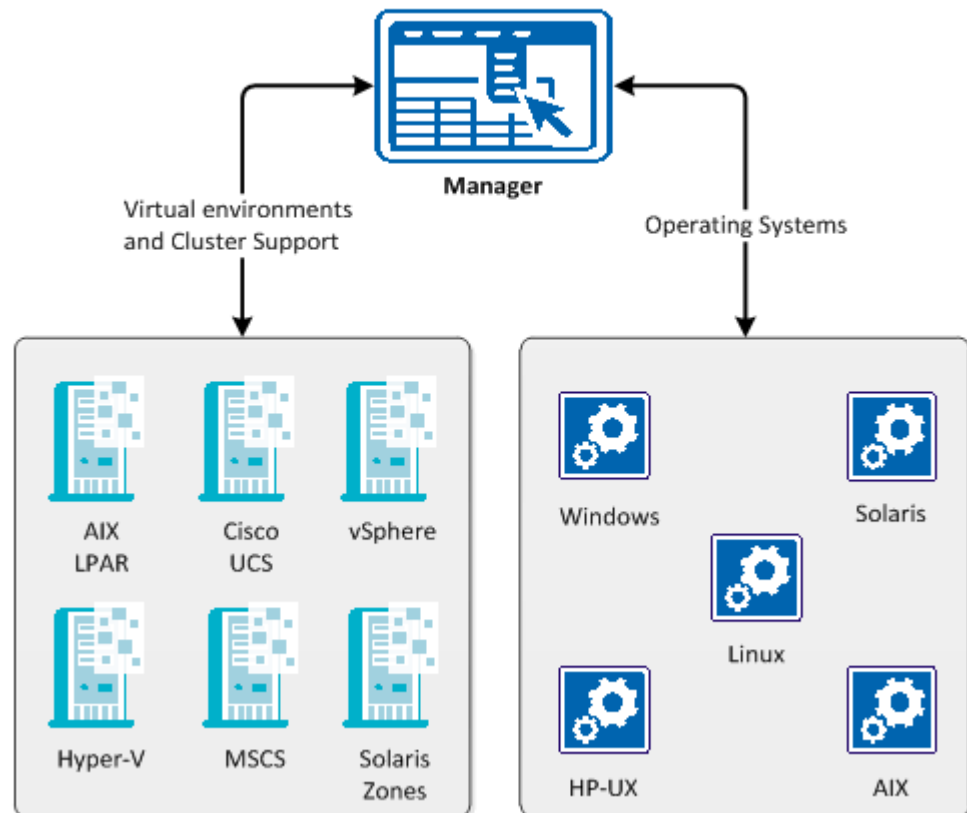 Manager
Virtual environments
and Cluster Support
Operating Systems
AIX
LPAR
Cisco
UCS
vSphere
Hyper-V
MSCS
Solaris
Zones
Windows
Solaris
Linux
HP-UX
AIX